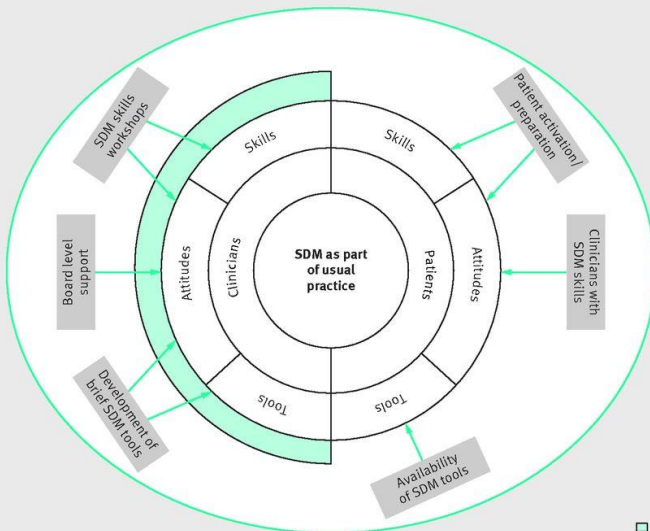 SDM skills
workshops
Patient activation/
preparation
Skills
Skills
Board level
support
Attitudes
Clinicians
SDM as part
of usual
practice
Patients
Attitudes
Clinicians with
SDM skills
Development of
brief SDM tools
Tools
Tools
Availability
of SDM tools